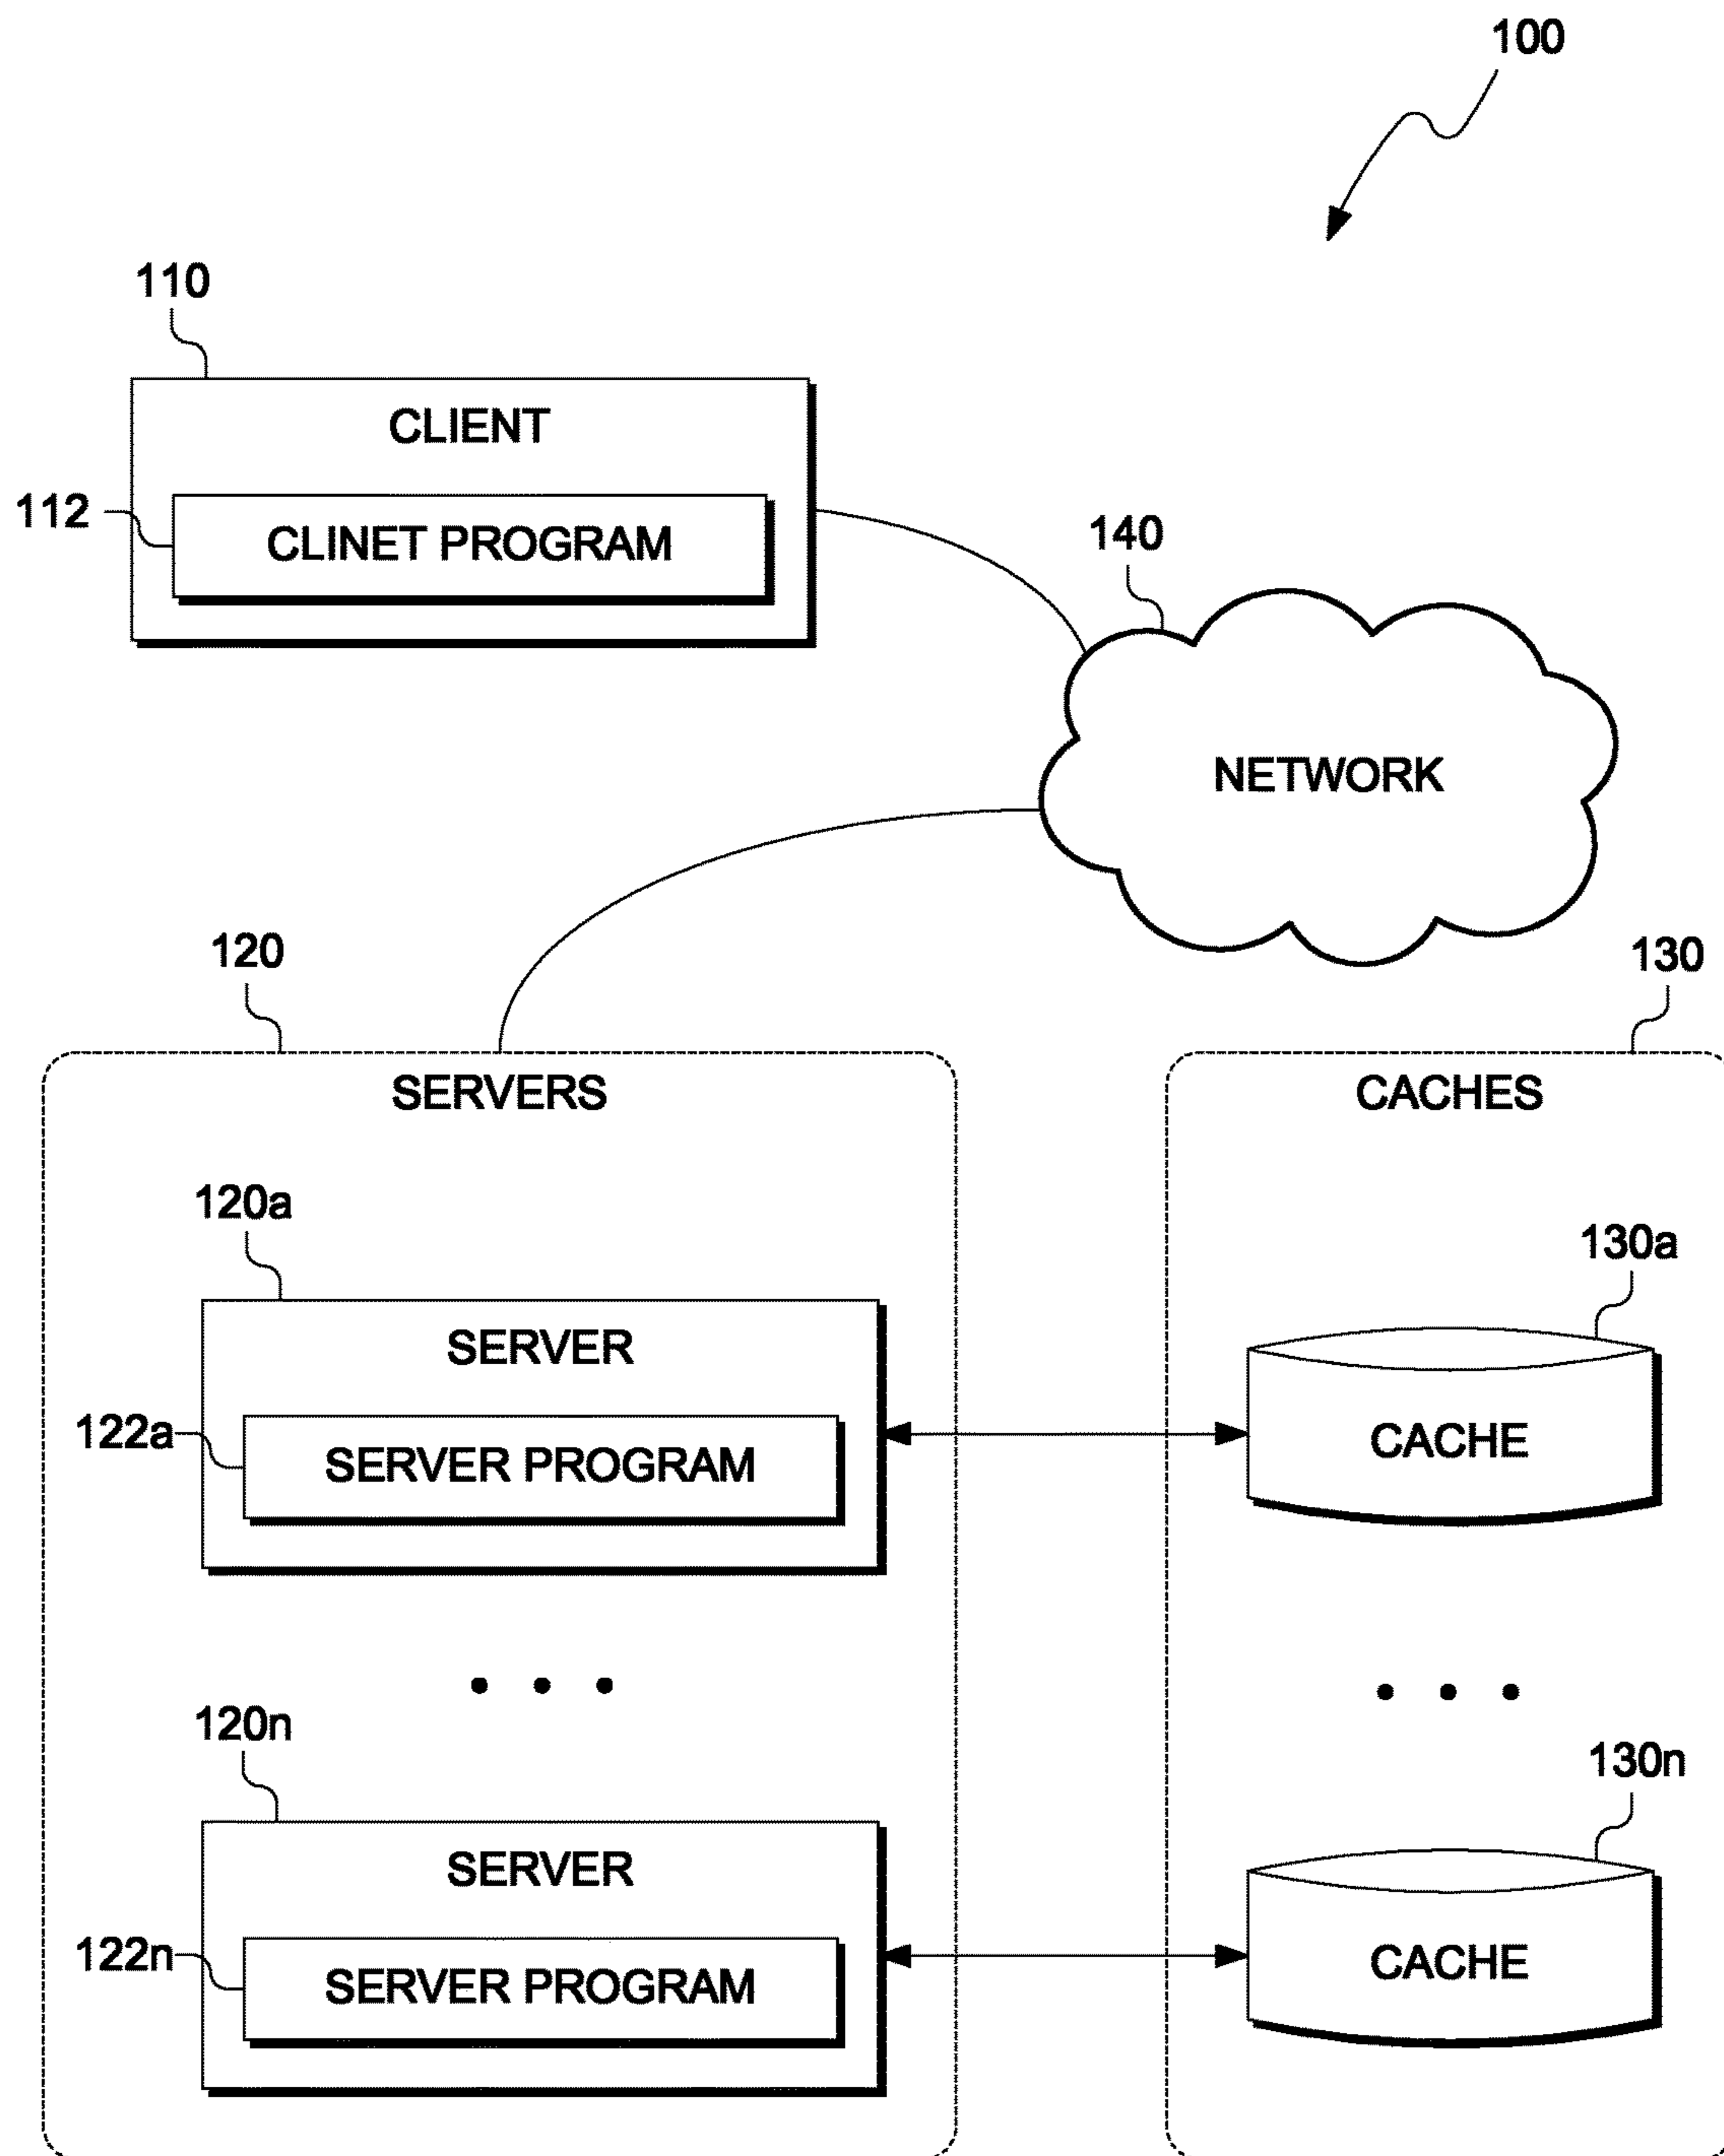 100
110
CLIENT
112
CLINET PROGRAM
140
NETWORK
120
130
SERVERS
CACHES
120a
130a
SERVER
122a
SERVER PROGRAM
CACHE
120n
130n
SERVER
122n
SERVER PROGRAM
CACHE